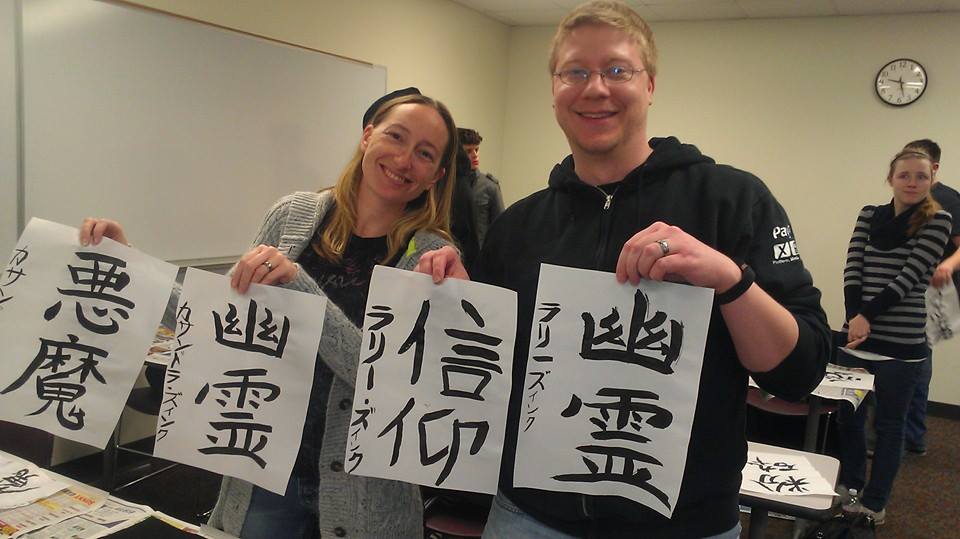 悪魔
カサン
幽霊
カサンドラ・ズィンク
信仰
ラリー・ズィンク
幽霊
ラリーズィンク